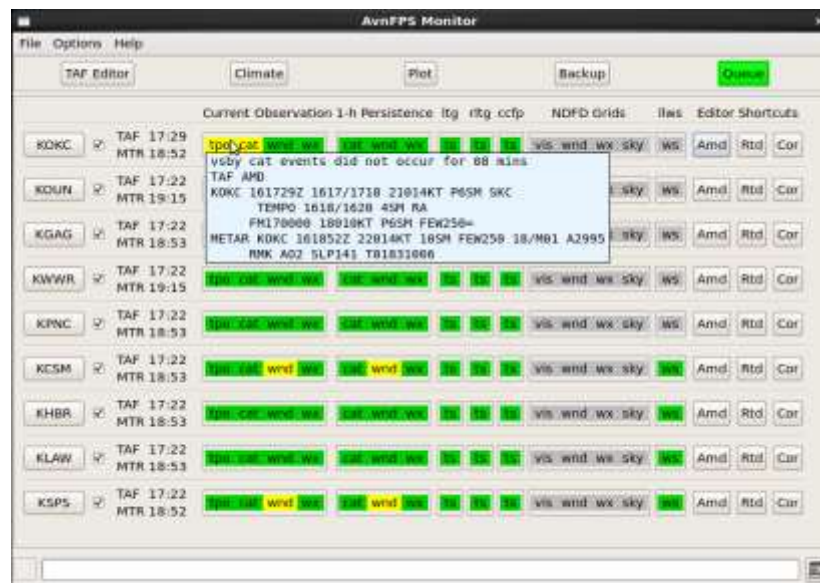 AvnFPS Monitor
File Options Help
TAF Editor Climate Plot Backup Queue
Current Observation 1-h Persistence ltg rltg ccfp NDFD Grids llws Editor Shortcuts
KOKC TAF 17:29 tpo cat wnd wx cat wnd wx vis wnd wx sky ws Amd Rtd Cor
MTR 18:52
vsby cat events did not occur for 88 mins
TAF AMD
KOUN TAF 17:22 sky ws Amd Rtd Cor
MTR 19:15
KOKC 161729Z 1617/1718 21014KT P6SM SKC
TEMPO 1618/1620 4SM RA
FM170000 18010KT P6SM FEW250=
KGAG TAF 17:22 sky ws Amd Rtd Cor
MTR 18:53
METAR KOKC 161852Z 22014KT 10SM FEW250 18/M01 A2995
RMK AO2 SLP141 T01831006
KWWR TAF 17:22 tpo cat wnd wx cat wnd wx ts ts ts vis wnd wx sky ws Amd Rtd Cor
MTR 19:15
KPNC TAF 17:22 tpo cat wnd wx cat wnd wx ts ts ts vis wnd wx sky ws Amd Rtd Cor
MTR 18:53
KCSM TAF 17:22 tpo cat wnd wx cat wnd wx ts ts ts vis wnd wx sky ws Amd Rtd Cor
MTR 18:53
KHBR TAF 17:22 tpo cat wnd wx cat wnd wx ts ts ts vis wnd wx sky ws Amd Rtd Cor
MTR 18:53
KLAW TAF 17:22 tpo cat wnd wx cat wnd wx ts ts ts vis wnd wx sky ws Amd Rtd Cor
MTR 18:53
KSPS TAF 17:22 tpo cat wnd wx cat wnd wx ts ts ts vis wnd wx sky ws Amd Rtd Cor
MTR 18:52